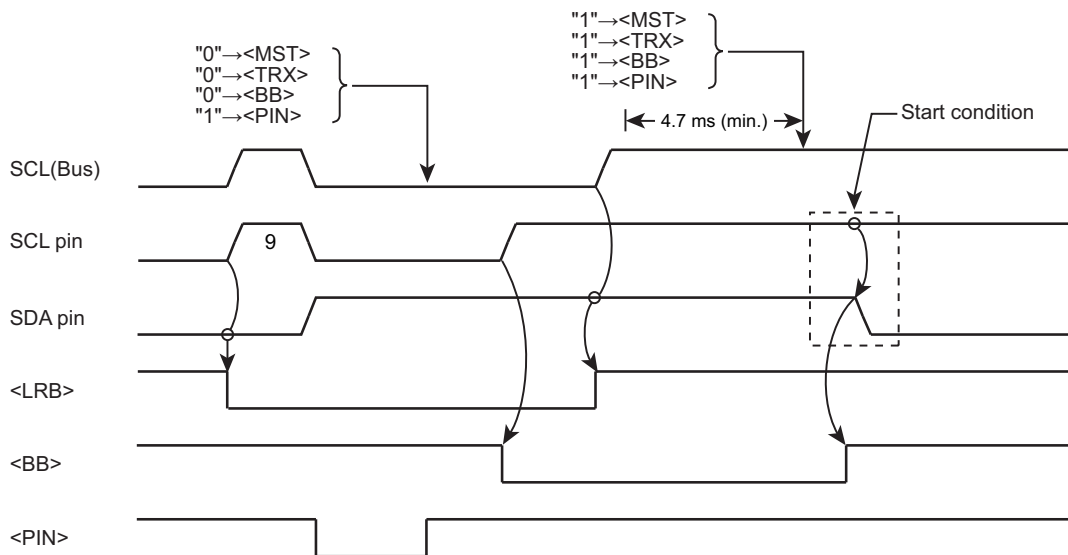 "0"→<MST>
"0"→<TRX>
"0"→<BB>
"1"→<PIN>
"1"→<MST>
"1"→<TRX>
"1"→<BB>
"1"→<PIN>
4.7 ms (min.)
Start condition
SCL(Bus)
SCL pin
9
SDA pin
<LRB>
<BB>
<PIN>